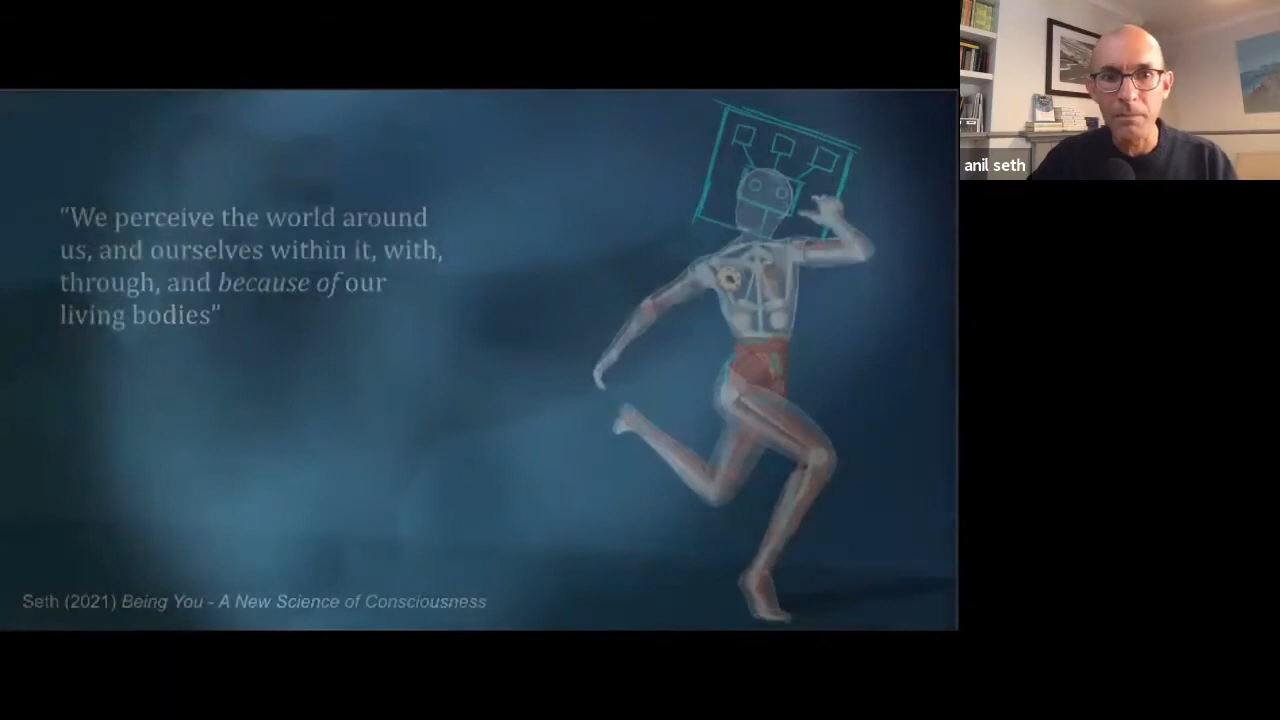 "We perceive the world around
us, and ourselves within it, with,
through, and because of our
living bodies"
Seth (2021) Being You - A New Science of Consciousness
anil seth